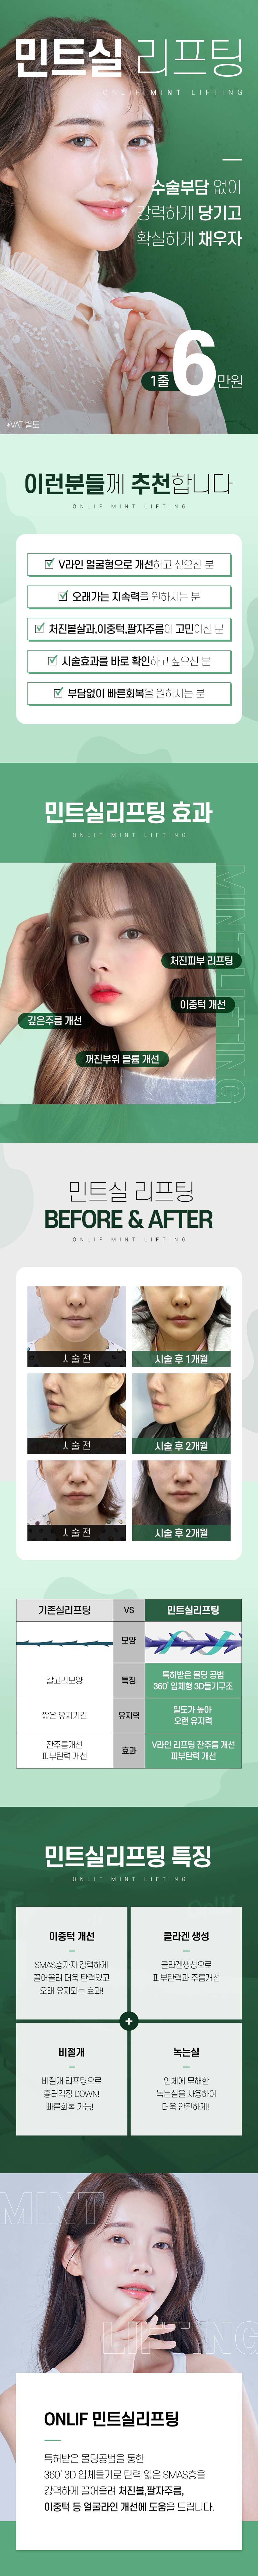 민트실 리프팅
ONLIF MINT LIFTING
수술부담 없이
강력하게 당기고
확실하게 채우자
1줄 6만원
*VAT별도
이런분들께 추천합니다
ONLIF MINT LIFTING
V라인 얼굴형으로 개선하고 싶으신 분
오래가는 지속력을 원하시는 분
처진볼살과,이중턱,팔자주름이 고민이신 분
시술효과를 바로 확인하고 싶으신 분
부담없이 빠른회복을 원하시는 분
민트실리프팅 효과
ONLIF MINT LIFTING
MINT LIFTING
처진피부 리프팅
이중턱 개선
깊은주름 개선
꺼진부위 볼륨 개선
민트실 리프팅
BEFORE & AFTER
ONLIF MINT LIFTING
시술 전
시술 후 1개월
시술 전
시술 후 2개월
시술 전
시술 후 2개월
기존실리프팅 VS 민트실리프팅
모양
갈고리모양 특징 특허받은 몰딩 공법
360˚ 입체형 3D돌기구조
짧은 유지기간 유지력 밀도가 높아
오랜 유지력
잔주름개선
피부탄력 개선
효과
V라인 리프팅 잔주름 개선
피부탄력 개선
민트실리프팅 특징
ONLIF MINT LIFTING
이중턱 개선
SMAS층까지 강력하게
끌어올려 더욱 탄력있고
오래 유지되는 효과!
콜라겐 생성
콜라겐생성으로
피부탄력과 주름개선
+
비절개
비절개 리프팅으로
흉터걱정 DOWN!
빠른회복 가능!
녹는실
인체에 무해한
녹는실을 사용하여
더욱 안전하게!
MINT
LIFTING
ONLIF 민트실리프팅
특허받은 몰딩공법을 통한
360˚ 3D 입체돌기로 탄력 잃은 SMAS층을
강력하게 끌어올려 처진볼,팔자주름,
이중턱 등 얼굴라인 개선에 도움을 드립니다.